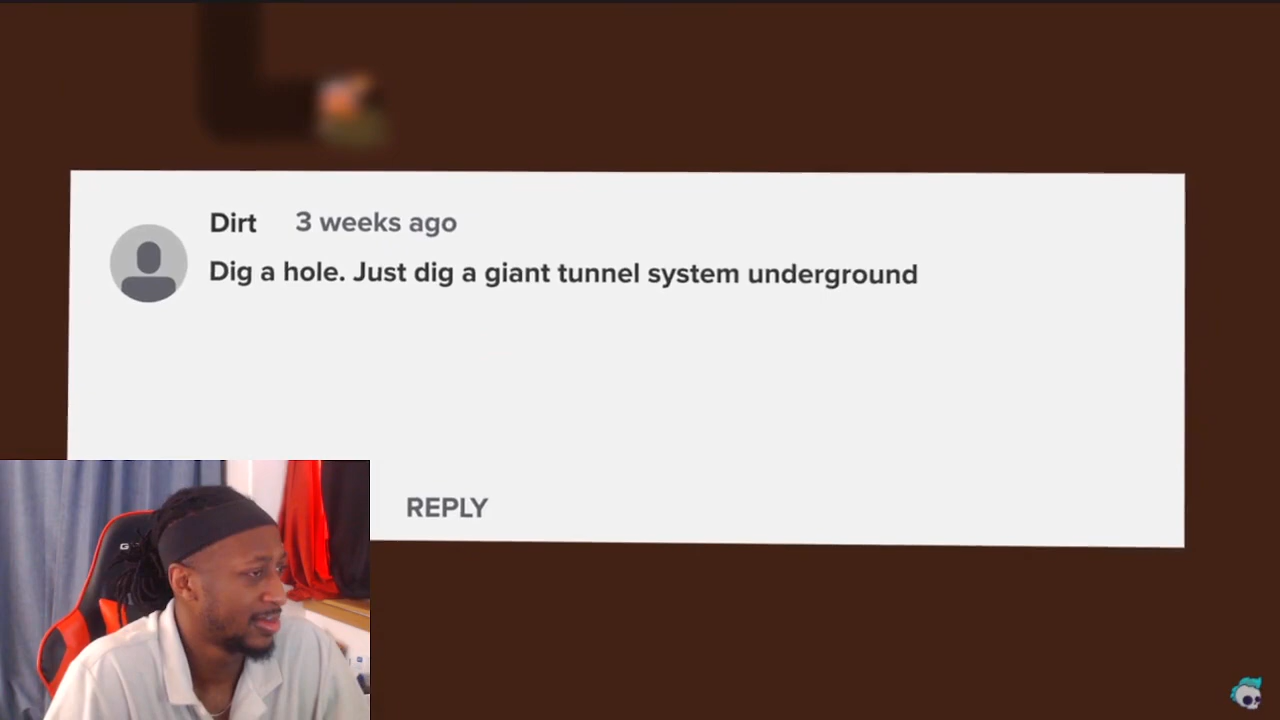 Dirt 3 weeks ago
Dig a hole. Just dig a giant tunnel system underground
REPLY